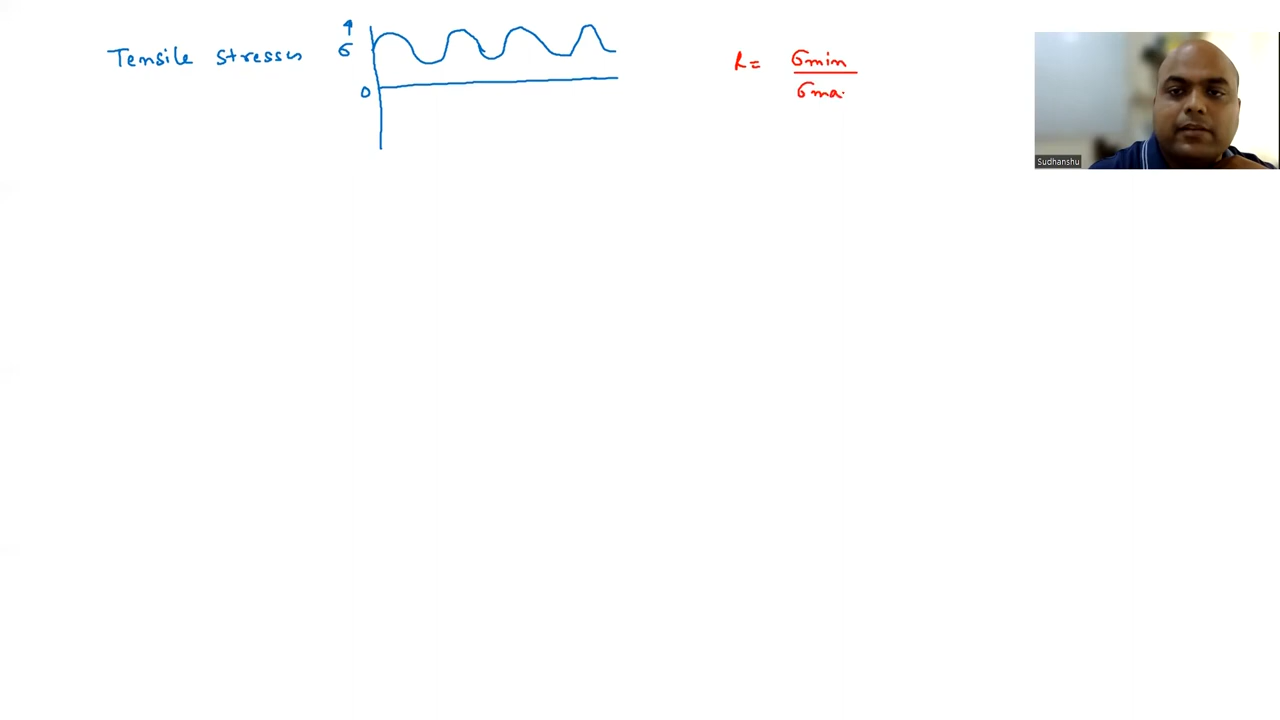 Tensile stresses
↑
σ
0
R = σmin
σma
Sudhanshu